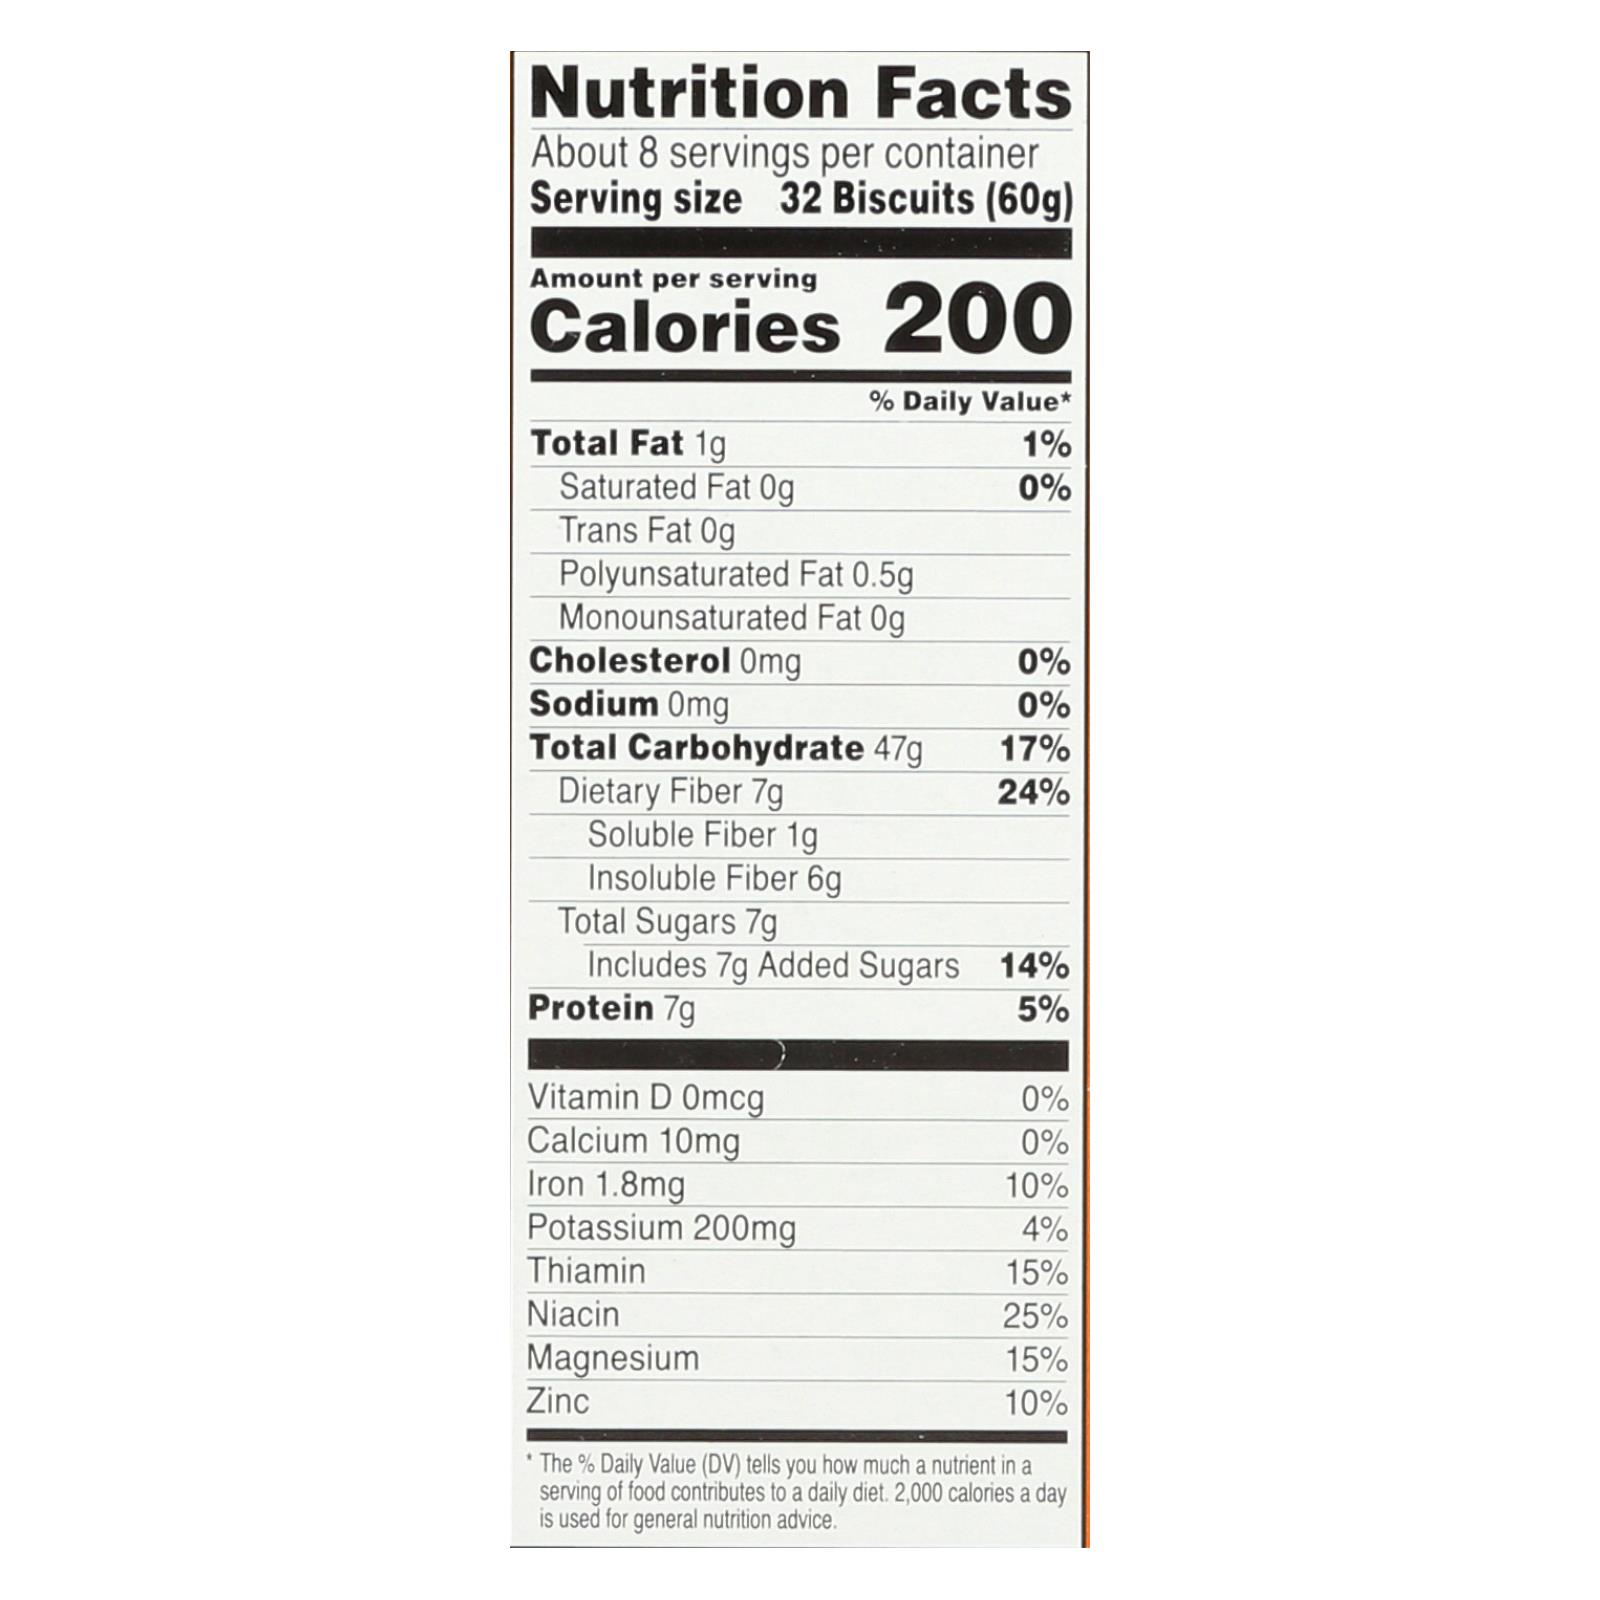 Nutrition Facts
About 8 servings per container
Serving size 32 Biscuits (60g)
Amount per serving
Calories 200
% Daily Value*
Total Fat 1g 1%
Saturated Fat 0g 0%
Trans Fat 0g
Polyunsaturated Fat 0.5g
Monounsaturated Fat 0g
Cholesterol 0mg 0%
Sodium 0mg 0%
Total Carbohydrate 47g 17%
Dietary Fiber 7g 24%
Soluble Fiber 1g
Insoluble Fiber 6g
Total Sugars 7g
Includes 7g Added Sugars 14%
Protein 7g 5%
Vitamin D 0mcg 0%
Calcium 10mg 0%
Iron 1.8mg 10%
Potassium 200mg 4%
Thiamin 15%
Niacin 25%
Magnesium 15%
Zinc 10%
* The % Daily Value (DV) tells you how much a nutrient in a
serving of food contributes to a daily diet. 2,000 calories a day
is used for general nutrition advice.